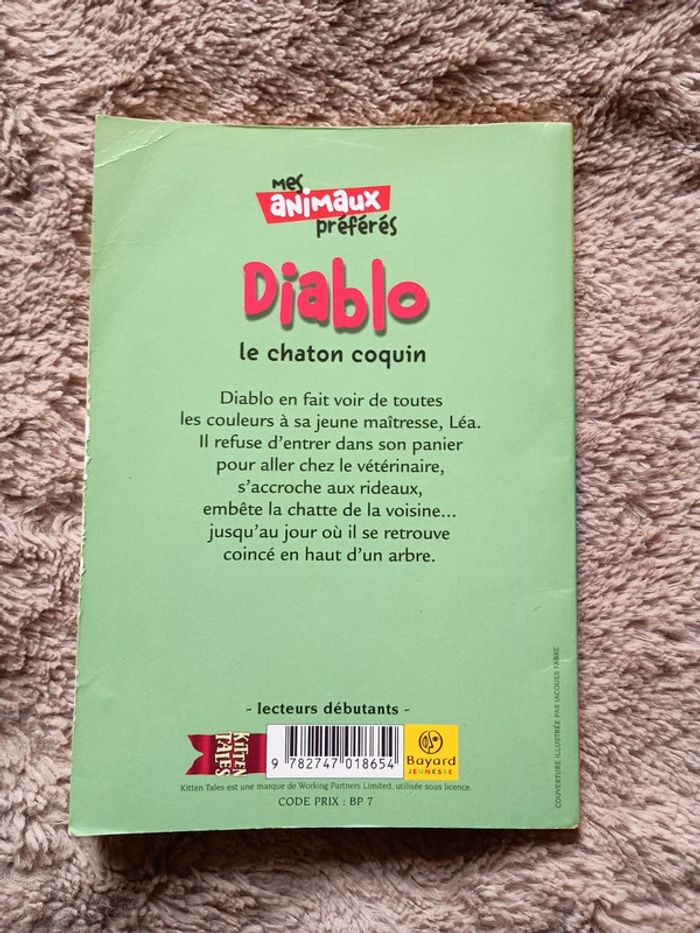 mes
animaux
préférés
Diablo
le chaton coquin
Diablo en fait voir de toutes
les couleurs à sa jeune maîtresse, Léa.
Il refuse d'entrer dans son panier
pour aller chez le vétérinaire,
s'accroche aux rideaux,
embête la chatte de la voisine...
jusqu'au jour où il se retrouve
coincé en haut d'un arbre.
- lecteurs débutants -
KITTEN
TALES
9 782747 018654
Bayard
JEUNESSE
Kitten Tales est une marque de Working Partners Limited, utilisée sous licence.
CODE PRIX : BP 7
COUVERTURE ILLUSTRÉE PAR JACQUES FABRE